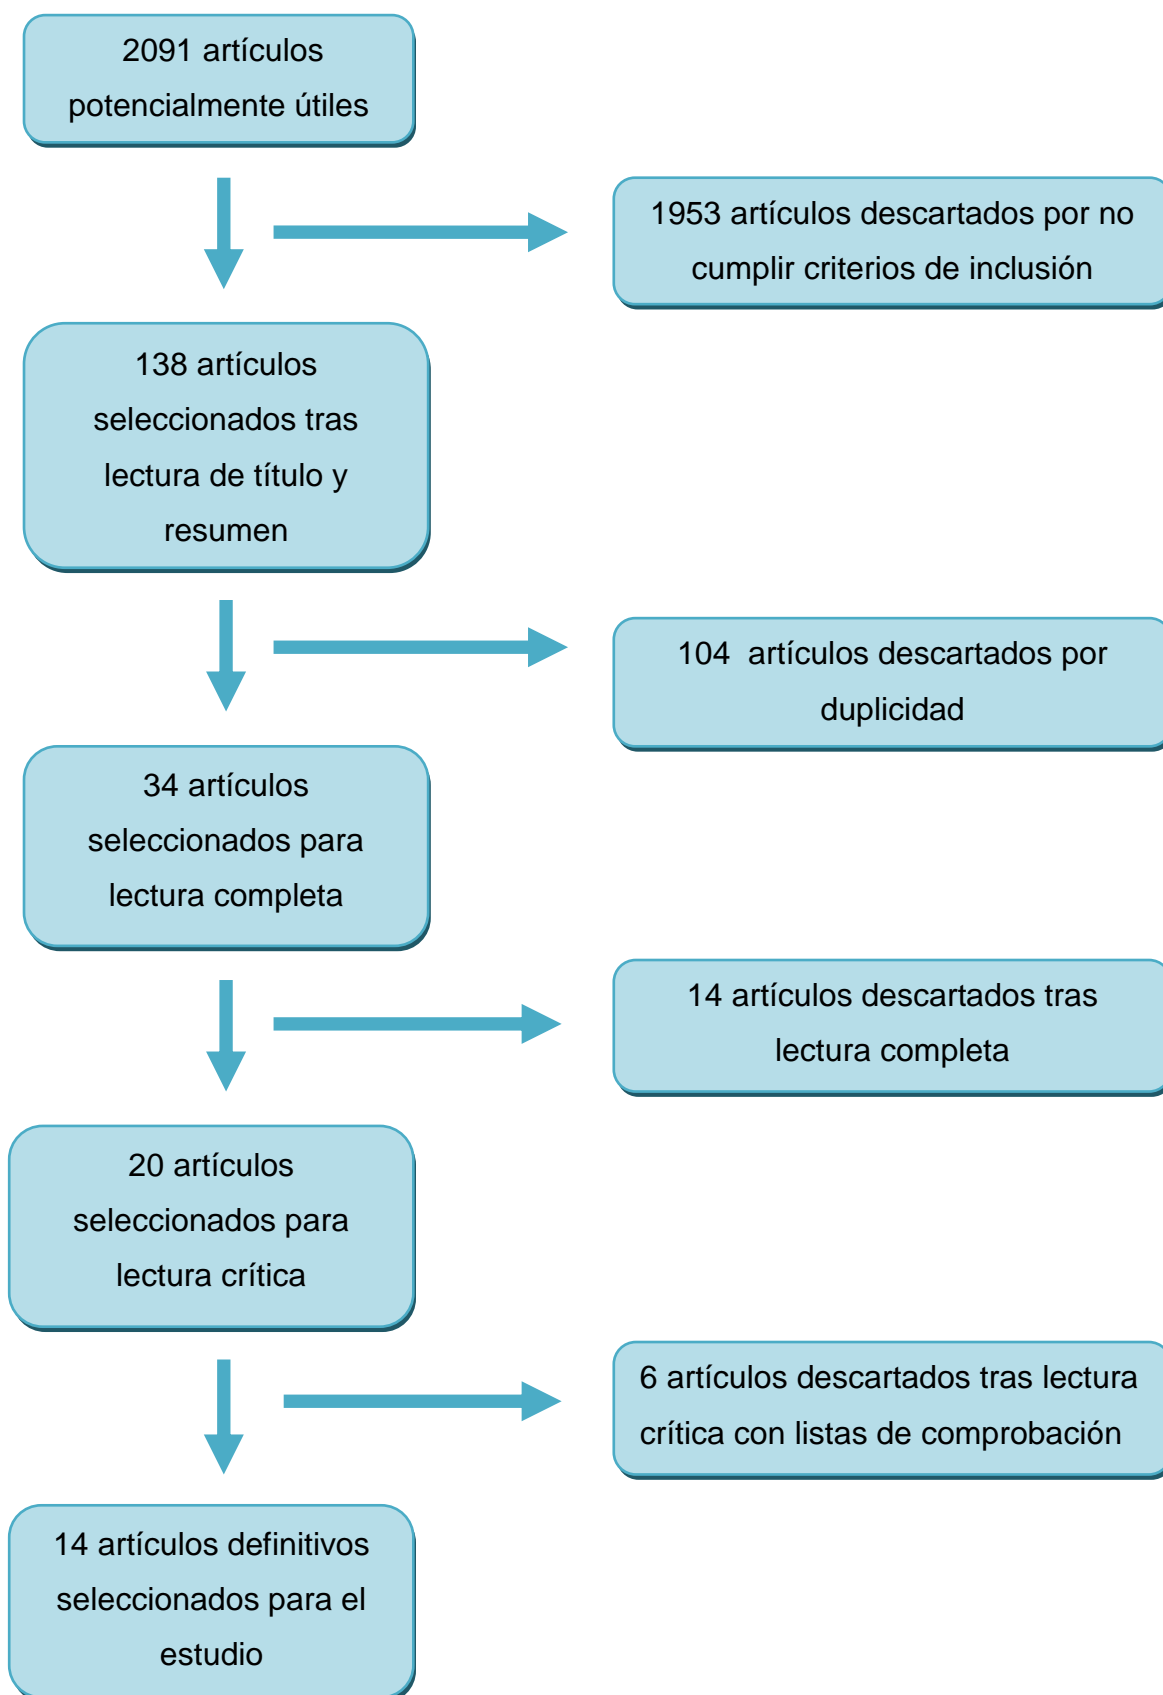 2091 artículos
potencialmente útiles
1953 artículos descartados por no
cumplir criterios de inclusión
138 artículos
seleccionados tras
lectura de título y
resumen
104  artículos descartados por
duplicidad
34 artículos
seleccionados para
lectura completa
14 artículos descartados tras
lectura completa
20 artículos
seleccionados para
lectura crítica
6 artículos descartados tras lectura
crítica con listas de comprobación
14 artículos definitivos
seleccionados para el
estudio